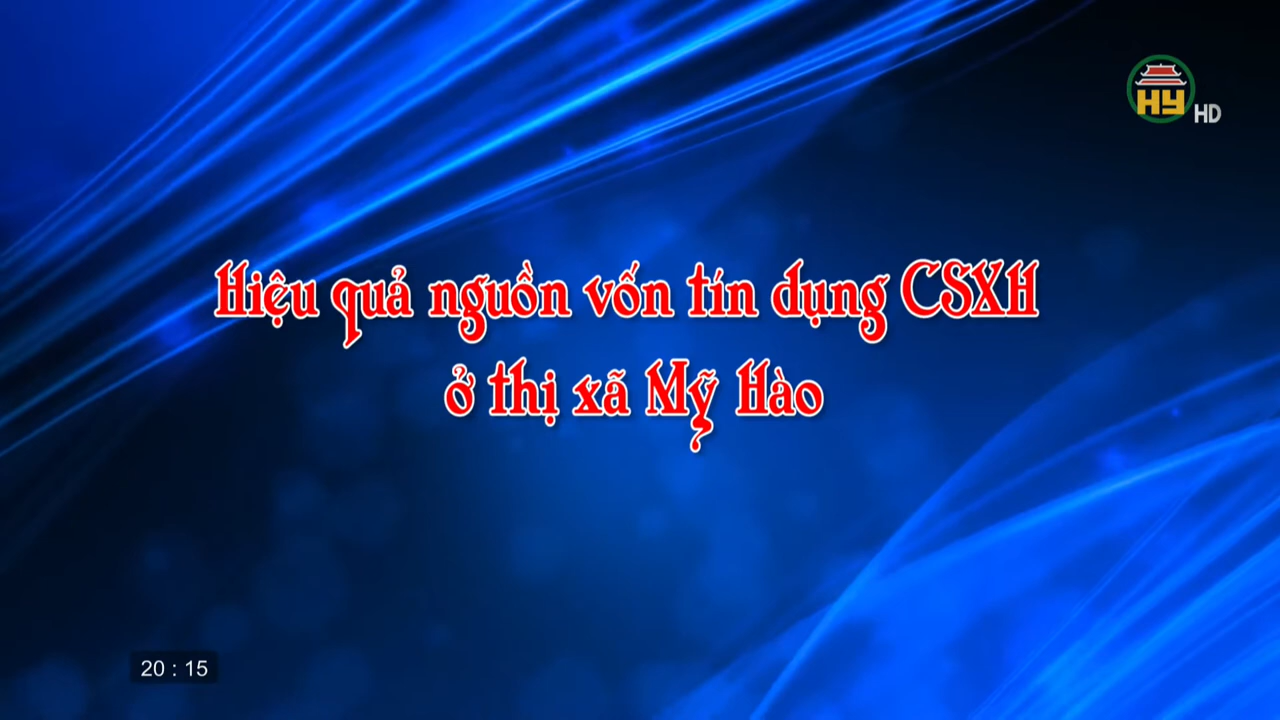 HY HD
Hiệu quả nguồn vốn tín dụng CSXH
ở thị xã Mỹ Hào
20 : 15